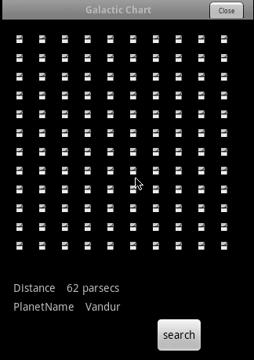 Galactic Chart
Close
Distance 62 parsecs
PlanetName Vandur
search